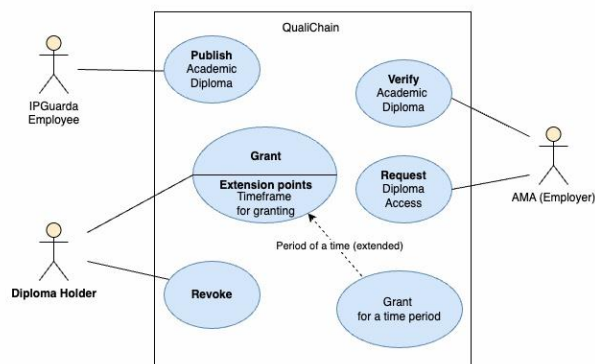 QualiChain
Publish
Academic
Diploma
IPGuarda
Employee
Verify
Academic
Diploma
Grant
Extension points
Timeframe
for granting
Request
Diploma
Access
AMA (Employer)
Period of a time (extended)
Diploma Holder
Revoke
Grant
for a time period